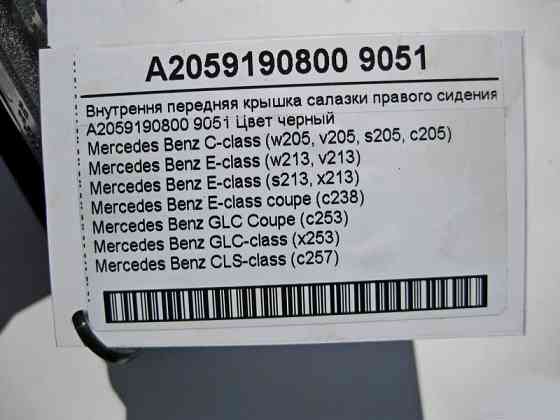 A2059190800 9051
Внутрення передняя крышка салазки правого сидения
A2059190800 9051 Цвет черный
Mercedes Benz C-class (w205, v205, s205, c205)
Mercedes Benz E-class (w213, v213)
Mercedes Benz E-class (s213, x213)
Mercedes Benz E-class coupe (c238)
Mercedes Benz GLC Coupe (c253)
Mercedes Benz GLC-class (x253)
Mercedes Benz CLS-class (c257)